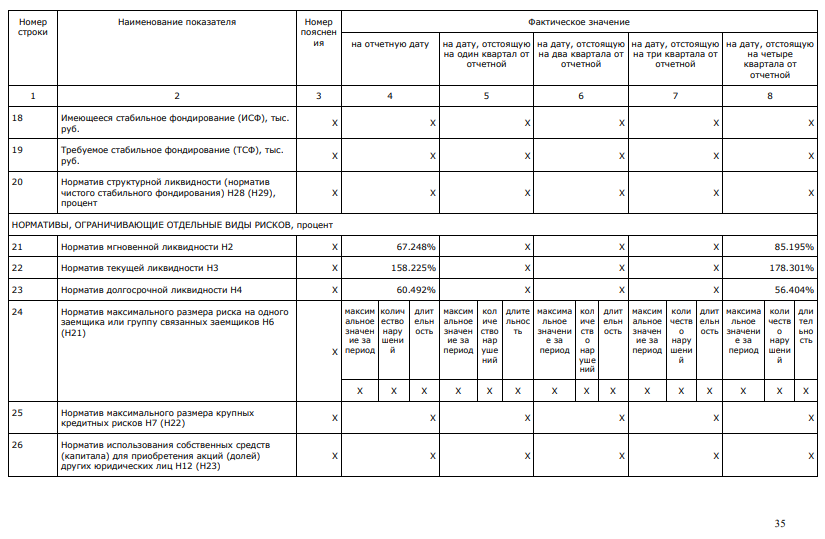 Номер строки
Наименование показателя
Номер пояснения
Фактическое значение
на отчетную дату
на дату, отстоящую на один квартал от отчетной
на дату, отстоящую на два квартала от отчетной
на дату, отстоящую на три квартала от отчетной
на дату, отстоящую на четыре квартала от отчетной
1 2 3 4 5 6 7 8
18 Имеющееся стабильное фондирование (ИСФ), тыс.
руб.
X X X X X X
19 Требуемое стабильное фондирование (ТСФ), тыс.
руб.
X X X X X X
20 Норматив структурной ликвидности (норматив
чистого стабильного фондирования) Н28 (Н29),
процент
X X X X X X
НОРМАТИВЫ, ОГРАНИЧИВАЮЩИЕ ОТДЕЛЬНЫЕ ВИДЫ РИСКОВ, процент
21 Норматив мгновенной ликвидности Н2 X 67.248% X X X 85.195%
22 Норматив текущей ликвидности Н3 X 158.225% X X X 178.301%
23 Норматив долгосрочной ликвидности Н4 X 60.492% X X X 56.404%
24 Норматив максимального размера риска на одного
заемщика или группу связанных заемщиков Н6
(Н21)
X
максимальное значение за период
количество нарушений
длительность
максимальное значение за период
количество нарушений
длительность
максимальное значение за период
количество нарушений
длительность
максимальное значение за период
количество нарушений
длительность
максимальное значение за период
количество нарушений
длительность
X X X X X X X X X X X X X X X
25 Норматив максимального размера крупных
кредитных рисков Н7 (Н22)
X X X X X X
26 Норматив использования собственных средств
(капитала) для приобретения акций (долей)
других юридических лиц Н12 (Н23)
X X X X X X
35